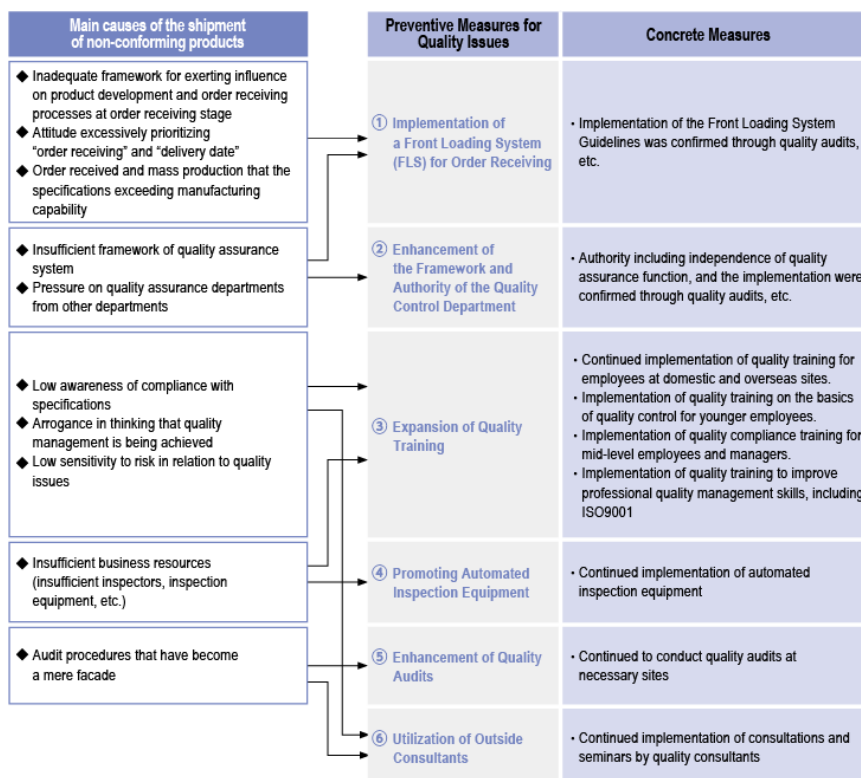 Main causes of the shipment
of non-conforming products
Preventive Measures for
Quality Issues
Concrete Measures
◆ Inadequate framework for exerting influence
on product development and order receiving
processes at order receiving stage
◆ Attitude excessively prioritizing
“order receiving” and “delivery date”
◆ Order received and mass production that the
specifications exceeding manufacturing
capability
① Implementation of
a Front Loading System
(FLS) for Order Receiving
・Implementation of the Front Loading System
Guidelines was confirmed through quality audits,
etc.
◆ Insufficient framework of quality assurance
system
◆ Pressure on quality assurance departments
from other departments
② Enhancement of
the Framework and
Authority of the Quality
Control Department
・Authority including independence of quality
assurance function, and the implementation were
confirmed through quality audits, etc.
◆ Low awareness of compliance with
specifications
◆ Arrogance in thinking that quality
management is being achieved
◆ Low sensitivity to risk in relation to quality
issues
③ Expansion of Quality
Training
・Continued implementation of quality training for
employees at domestic and overseas sites.
・Implementation of quality training on the basics
of quality control for younger employees.
・Implementation of quality compliance training for
mid-level employees and managers.
・Implementation of quality training to improve
professional quality management skills, including
ISO9001
◆ Insufficient business resources
(insufficient inspectors, inspection
equipment, etc.)
④ Promoting Automated
Inspection Equipment
・Continued implementation of automated
inspection equipment
◆ Audit procedures that have become
a mere facade
⑤ Enhancement of Quality
Audits
・Continued to conduct quality audits at
necessary sites
⑥ Utilization of Outside
Consultants
・Continued implementation of consultations and
seminars by quality consultants